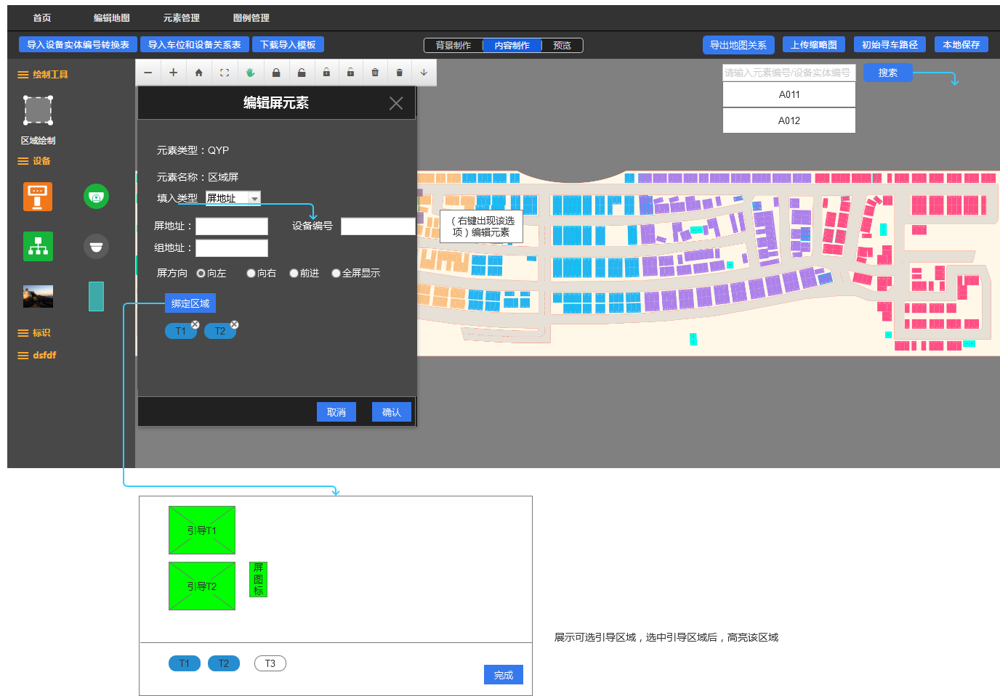 首页 编辑地图 元素管理 图例管理
导入设备实体编号转换表 导入车位和设备关系表 下载导入模板 背景制作 内容制作 预览 导出地图关系 上传缩略图 初始寻车路径 本地保存
绘制工具
请输入元素编号/设备实体编号 搜索
A011
A012
编辑屏元素
区域绘制
设备
元素类型：QYP
元素名称：区域屏
填入类型 屏地址
屏地址： 设备编号
组地址：
（右键出现该选
项）编辑元素
屏方向 向左 向右 前进 全屏显示
绑定区域
T1 T2
标识
dsfdf
取消 确认
引导T1
引导T2
屏
图
标
展示可选引导区域，选中引导区域后，高亮该区域
T1 T2 T3
完成